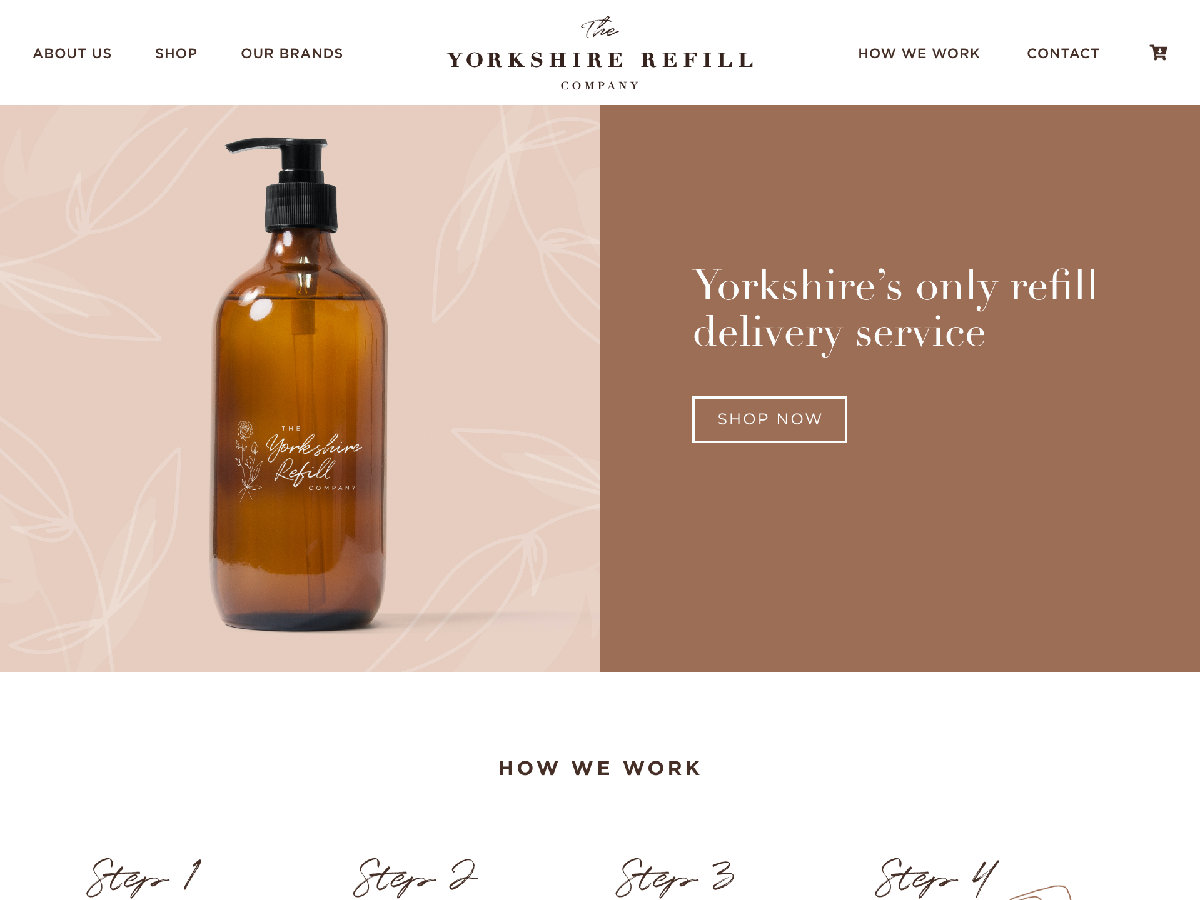 ABOUT US
SHOP
OUR BRANDS
The
YORKSHIRE REFILL
COMPANY
HOW WE WORK
CONTACT
THE
Yorkshire
Refill
COMPANY
Yorkshire’s only refill
delivery service
SHOP NOW
HOW WE WORK
Step 1
Step 2
Step 3
Step 4